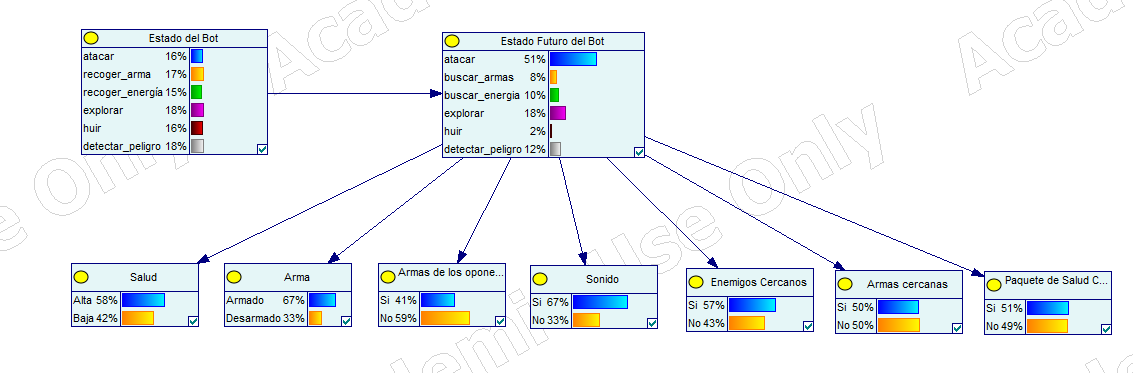 Estado del Bot
atacar 16%
recoger_arma 17%
recoger_energía 15%
explorar 18%
huir 16%
detectar_peligro 18%
Estado Futuro del Bot
atacar 51%
buscar_armas 8%
buscar_energia 10%
explorar 18%
huir 2%
detectar_peligro 12%
Salud
Alta 58%
Baja 42%
Arma
Armado 67%
Desarmado 33%
Armas de los opone...
Si 41%
No 59%
Sonido
Si 67%
No 33%
Enemigos Cercanos
Si 57%
No 43%
Armas cercanas
Si 50%
No 50%
Paquete de Salud C...
Si 51%
No 49%
Use Only
Acad
ademic Use Only
Acade
Only